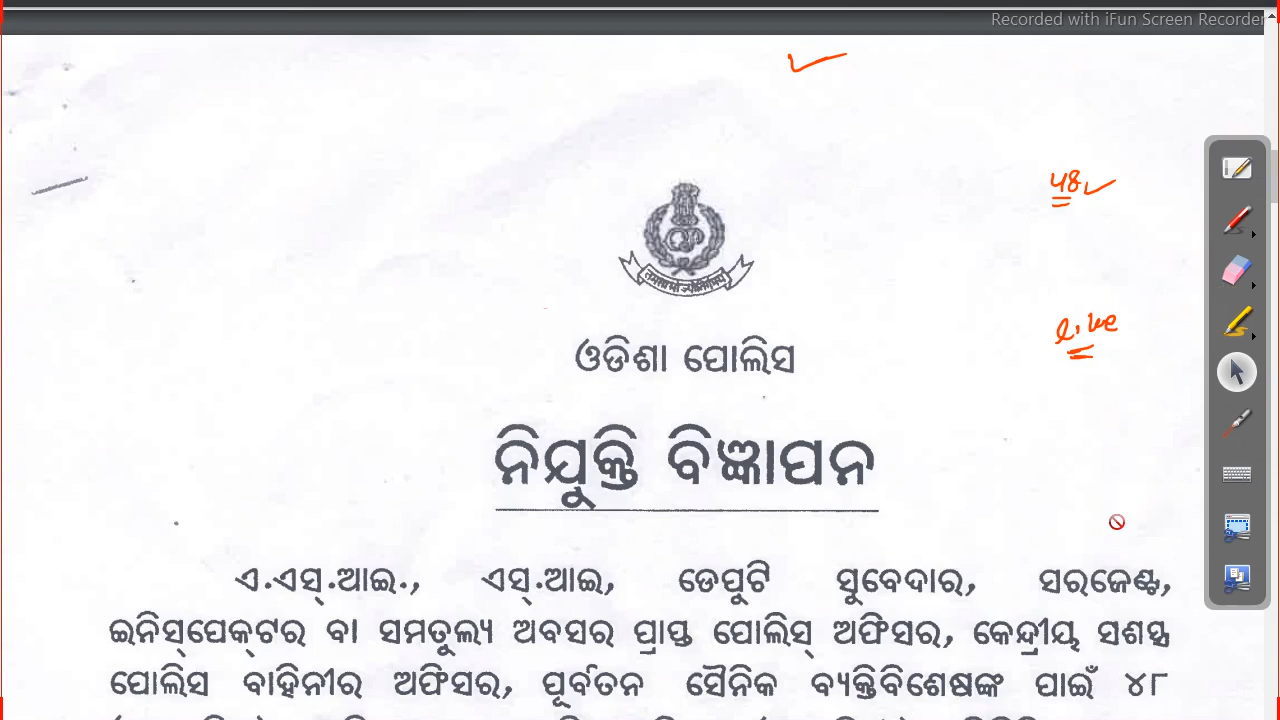 Recorded with iFun Screen Recorder
48
like
ଓଡିଶା ପୋଲିସ
ନିଯୁକ୍ତି ବିଜ୍ଞାପନ
ଏ.ଏସ୍.ଆଇ., ଏସ୍.ଆଇ, ଡେପୁଟି ସୁବେଦାର, ସରଜେଣ୍ଟ,
ଇନିସ୍‌ପେକ୍‌ଟର ବା ସମତୁଲ୍ୟ ଅବସର ପ୍ରାପ୍ତ ପୋଲିସ୍ ଅଫିସର, କେନ୍ଦ୍ରୀୟ ସଶସ୍ତ୍ର
ପୋଲିସ ବାହିନୀର ଅଫିସର, ପୂର୍ବତନ ସୈନିକ ବ୍ୟକ୍ତିବିଶେଷଙ୍କ ପାଇଁ ୪୮